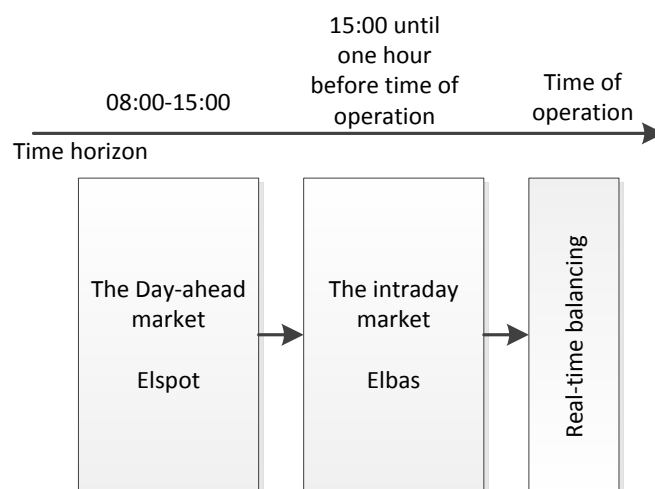 08:00-15:00
15:00 until
one hour
before time of
operation
Time of
operation
Time horizon
The Day-ahead
market
Elspot
The intraday
market
Elbas
Real-time balancing